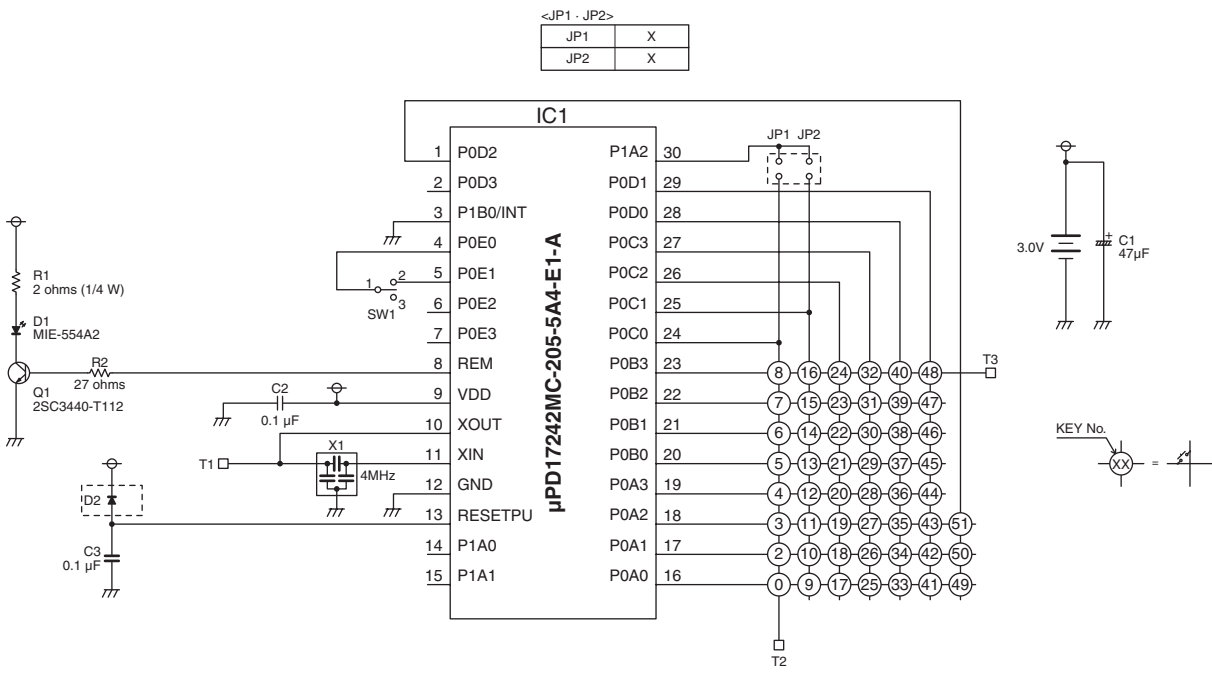 <JP1 · JP2>
JP1 X
JP2 X
IC1
JP1 JP2
1 P0D2 P1A2 30
2 P0D3 P0D1 29
3 P1B0/INT P0D0 28
4 P0E0 P0C3 27
5 P0E1 P0C2 26
6 P0E2 P0C1 25
7 P0E3 P0C0 24
8 REM P0B3 23
9 VDD P0B2 22
10 XOUT P0B1 21
11 XIN P0B0 20
12 GND P0A3 19
13 RESETPU P0A2 18
14 P1A0 P0A1 17
15 P1A1 P0A0 16
µPD17242MC-205-5A4-E1-A
1 2
3
SW1
R1
2 ohms (1/4 W)
D1
MIE-554A2
R2
27 ohms
Q1
2SC3440-T112
C2
0.1 µF
T1
X1
4MHz
D2
C3
0.1 µF
8 16 24 32 40 48
T3
7 15 23 31 39 47
6 14 22 30 38 46
5 13 21 29 37 45
4 12 20 28 36 44
3 11 19 27 35 43 51
2 10 18 26 34 42 50
0 9 17 25 33 41 49
T2
3.0V
+
C1
47µF
KEY No.
XX =